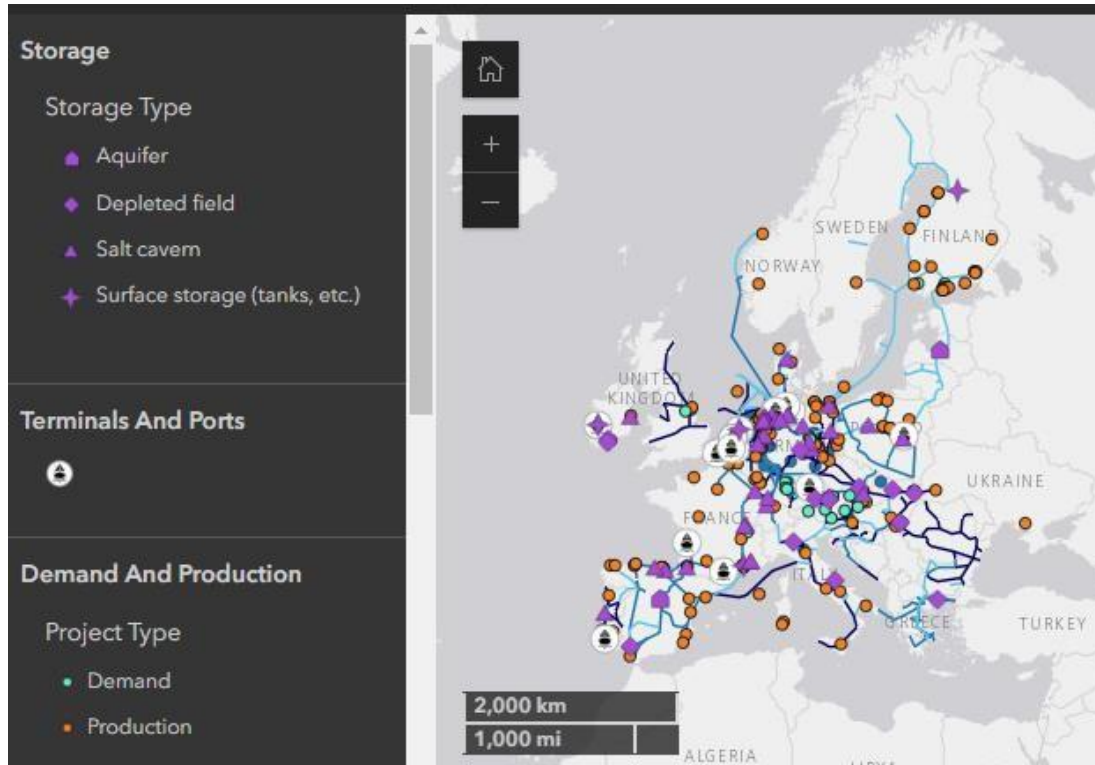 Storage
Storage Type
Aquifer
Depleted field
Salt cavern
Surface storage (tanks, etc.)
Terminals And Ports
Demand And Production
Project Type
Demand
Production
+
−
SWEDEN
FINLAND
NORWAY
UNITED
KINGDOM
UKRAINE
FRANCE
ITALY
GREECE
TURKEY
2,000 km
1,000 mi
ALGERIA